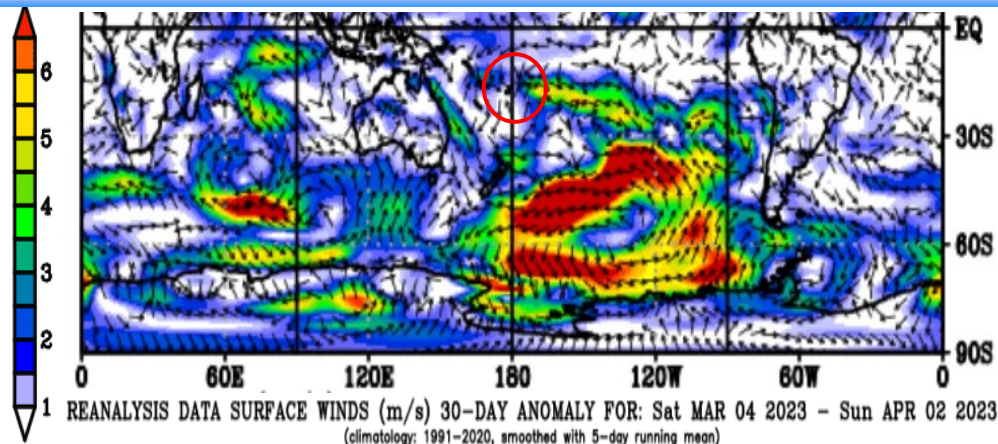 EQ
6
5
30S
4
3
60S
2
90S
0 60E 120E 180 120W 60W 0
1 REANALYSIS DATA SURFACE WINDS (m/s) 30-DAY ANOMALY FOR: Sat MAR 04 2023 - Sun APR 02 2023
(climatology: 1991-2020, smoothed with 5-day running mean)